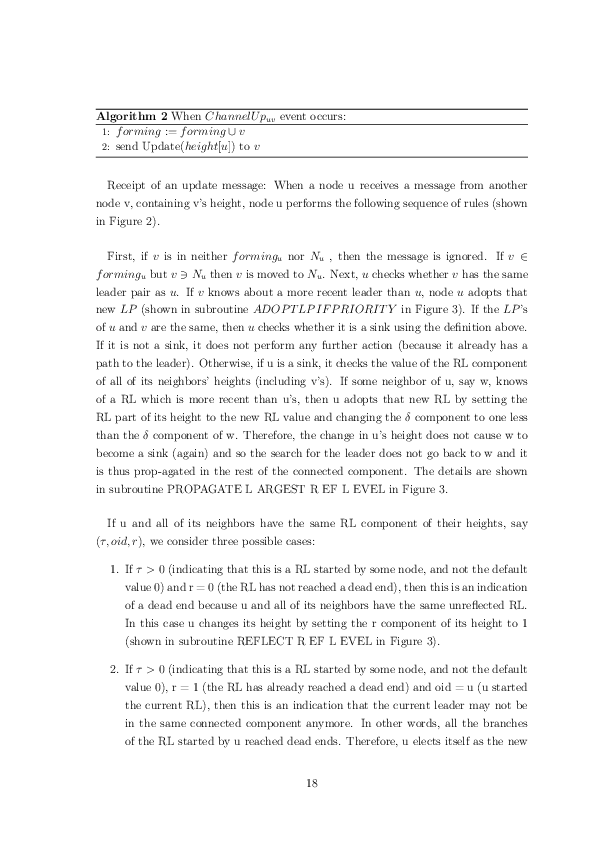 Algorithm 2 When ChannelUp_uv event occurs:
1: forming := forming ∪ v
2: send Update(height[u]) to v
Receipt of an update message: When a node u receives a message from another
node v, containing v's height, node u performs the following sequence of rules (shown
in Figure 2).
First, if v is in neither forming_u nor N_u , then the message is ignored. If v ∈
forming_u but v ∋ N_u then v is moved to N_u. Next, u checks whether v has the same
leader pair as u. If v knows about a more recent leader than u, node u adopts that
new LP (shown in subroutine ADOPTLPIFPRIORITY in Figure 3). If the LP's
of u and v are the same, then u checks whether it is a sink using the definition above.
If it is not a sink, it does not perform any further action (because it already has a
path to the leader). Otherwise, if u is a sink, it checks the value of the RL component
of all of its neighbors' heights (including v's). If some neighbor of u, say w, knows
of a RL which is more recent than u's, then u adopts that new RL by setting the
RL part of its height to the new RL value and changing the δ component to one less
than the δ component of w. Therefore, the change in u's height does not cause w to
become a sink (again) and so the search for the leader does not go back to w and it
is thus prop-agated in the rest of the connected component. The details are shown
in subroutine PROPAGATE L ARGEST R EF L EVEL in Figure 3.
If u and all of its neighbors have the same RL component of their heights, say
(τ, oid, r), we consider three possible cases:
1. If τ > 0 (indicating that this is a RL started by some node, and not the default
value 0) and r = 0 (the RL has not reached a dead end), then this is an indication
of a dead end because u and all of its neighbors have the same unreflected RL.
In this case u changes its height by setting the r component of its height to 1
(shown in subroutine REFLECT R EF L EVEL in Figure 3).
2. If τ > 0 (indicating that this is a RL started by some node, and not the default
value 0), r = 1 (the RL has already reached a dead end) and oid = u (u started
the current RL), then this is an indication that the current leader may not be
in the same connected component anymore. In other words, all the branches
of the RL started by u reached dead ends. Therefore, u elects itself as the new
18